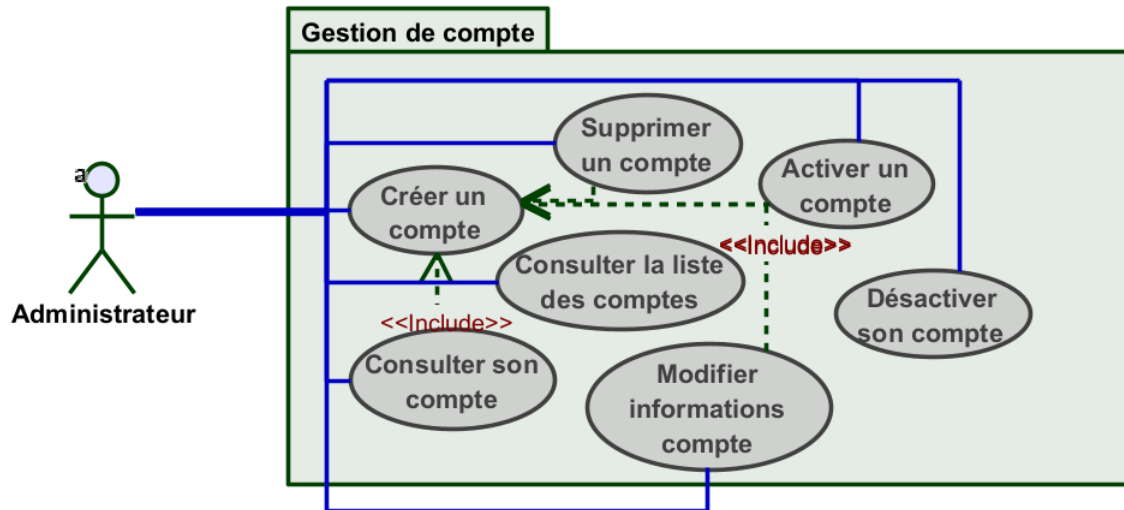 Gestion de compte
Supprimer
un compte
Activer un
compte
a
Créer un
compte
<<Include>>
Consulter la liste
des comptes
Désactiver
son compte
Administrateur
<<Include>>
Consulter son
compte
Modifier
informations
compte